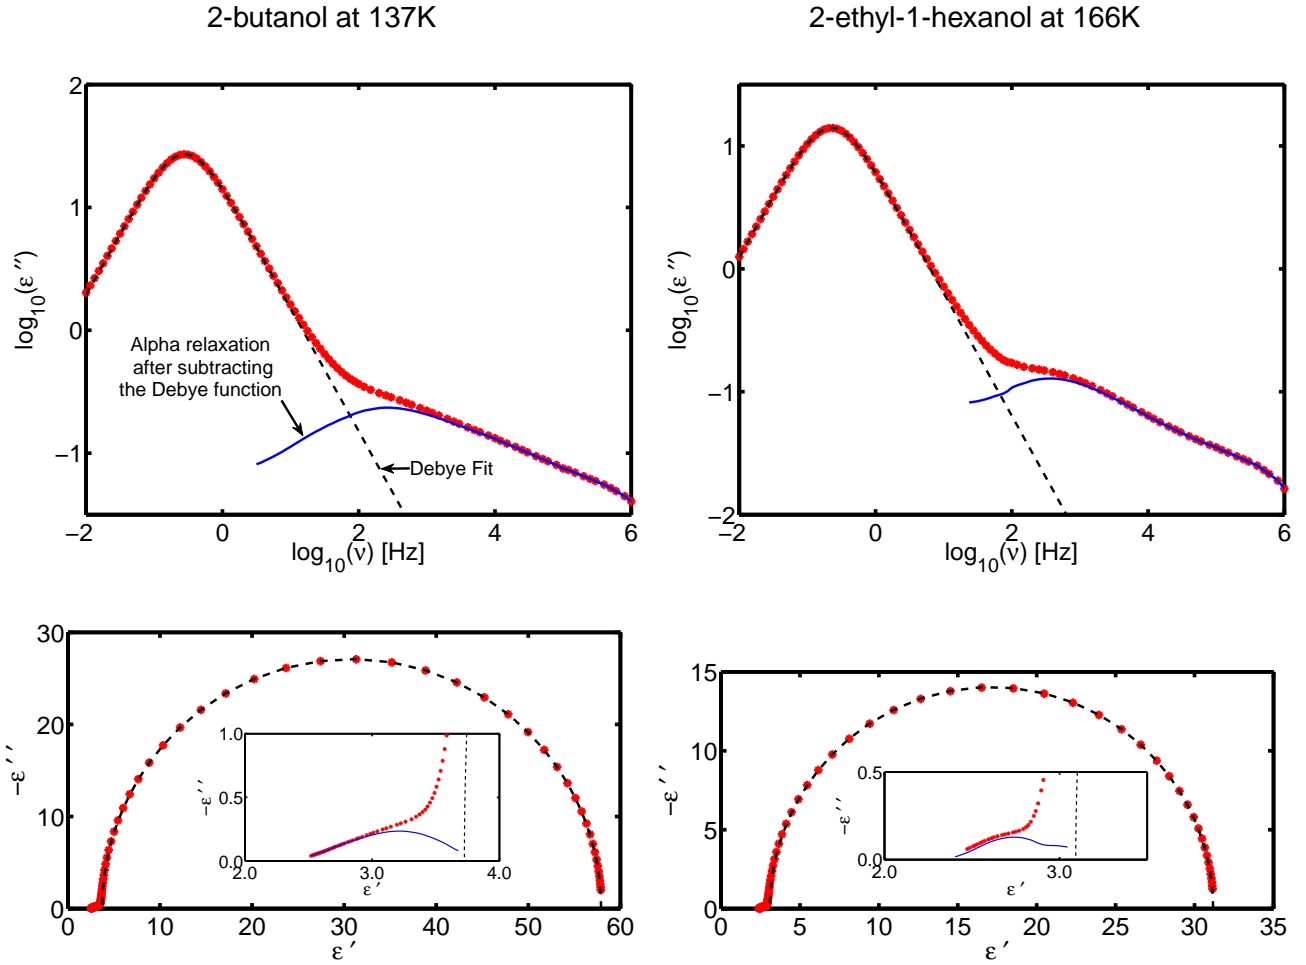 2-butanol at 137K
2-ethyl-1-hexanol at 166K
2
1
0
−1
log10(ε″)
−2
0
2
4
6
log10(ν) [Hz]
Alpha relaxation
after subtracting
the Debye function
Debye Fit
1
0
−1
−2
log10(ε″)
−2
0
2
4
6
log10(ν) [Hz]
30
20
10
0
−ε′′
0
10
20
30
40
50
60
ε′
1.0
0.5
0.0
−ε′′
2.0
3.0
4.0
ε′
15
10
5
0
−ε′′
0
5
10
15
20
25
30
35
ε′
0.5
0.0
−ε′′
2.0
3.0
ε′